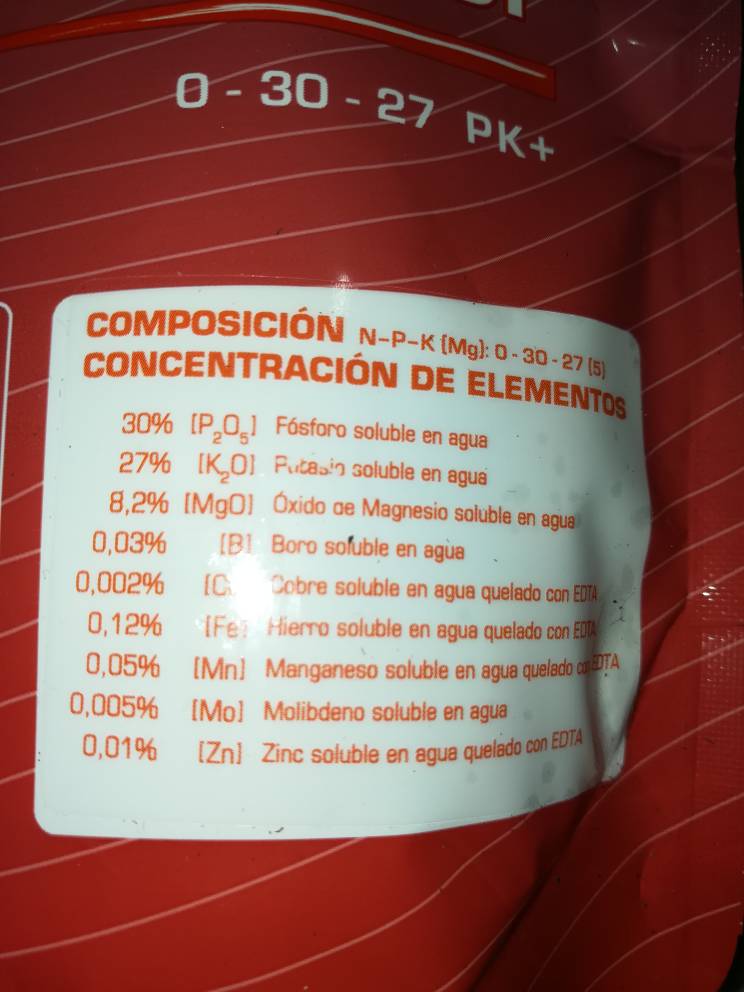 0 - 30 - 27 PK+
COMPOSICIÓN N-P-K (Mg): 0 - 30 - 27 (5)
CONCENTRACIÓN DE ELEMENTOS
30% (P₂O₅) Fósforo soluble en agua
27% (K₂O) soluble en agua
8,2% (MgO) Óxido de Magnesio soluble en agua
0,03% (B) Boro soluble en agua
0,002% Cobre soluble en agua quelado con EDTA
0,12% (Fe) Hierro soluble en agua quelado con EDTA
0,05% (Mn) Manganeso soluble en agua quelado con EDTA
0,005% (Mo) Molibdeno soluble en agua
0,01% (Zn) Zinc soluble en agua quelado con EDTA